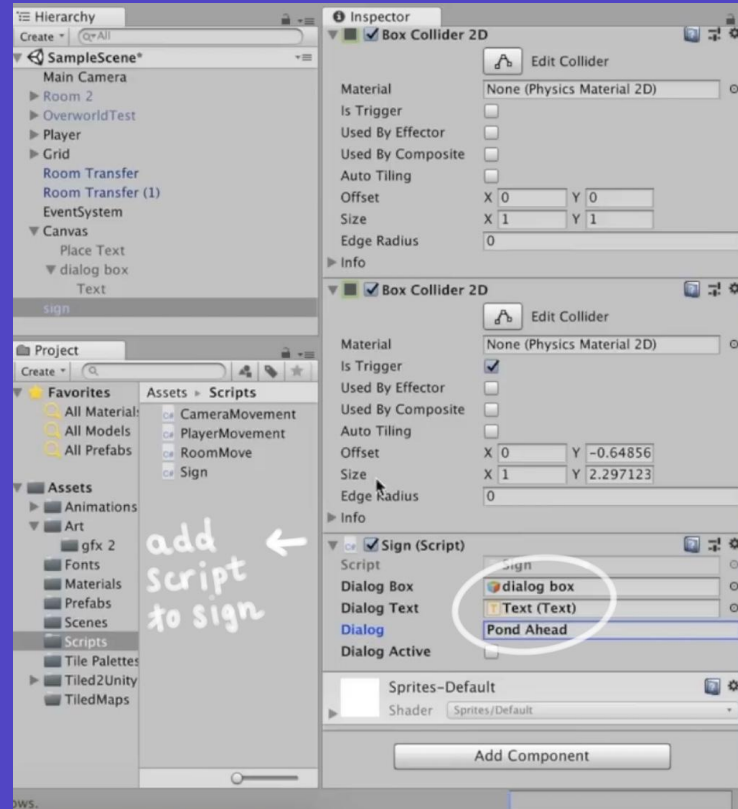 Hierarchy
Create
All
SampleScene*
Main Camera
Room 2
OverworldTest
Player
Grid
Room Transfer
Room Transfer (1)
EventSystem
Canvas
Place Text
dialog box
Text
sign
Project
Create
Favorites
All Materials
All Models
All Prefabs
Assets
Animations
Art
gfx 2
Fonts
Materials
Prefabs
Scenes
Scripts
Tile Palettes
Tiled2Unity
TiledMaps
Assets ▸ Scripts
CameraMovement
PlayerMovement
RoomMove
Sign
add
script
to sign
Inspector
Box Collider 2D
Edit Collider
Material None (Physics Material 2D)
Is Trigger
Used By Effector
Used By Composite
Auto Tiling
Offset X 0 Y 0
Size X 1 Y 1
Edge Radius 0
Info
Box Collider 2D
Edit Collider
Material None (Physics Material 2D)
Is Trigger
Used By Effector
Used By Composite
Auto Tiling
Offset X 0 Y -0.64856
Size X 1 Y 2.297123
Edge Radius 0
Info
Sign (Script)
Script Sign
Dialog Box dialog box
Dialog Text Text (Text)
Dialog Pond Ahead
Dialog Active
Sprites-Default
Shader Sprites/Default
Add Component
ows.